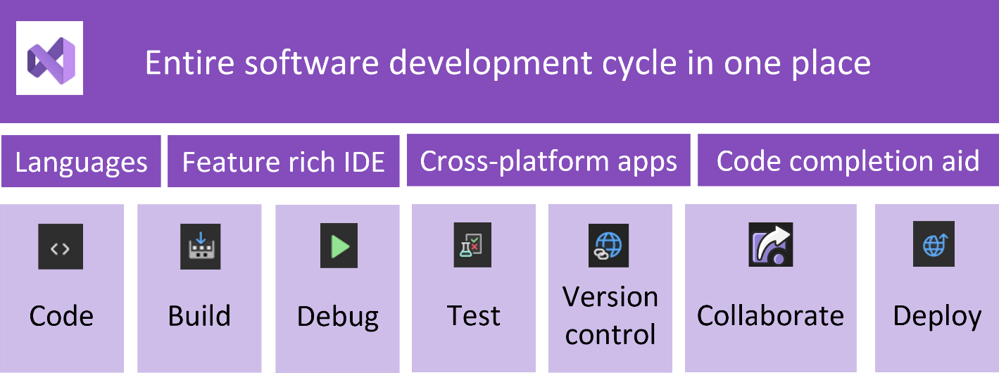 Entire software development cycle in one place
Languages
Feature rich IDE
Cross-platform apps
Code completion aid
Code
Build
Debug
Test
Version
control
Collaborate
Deploy